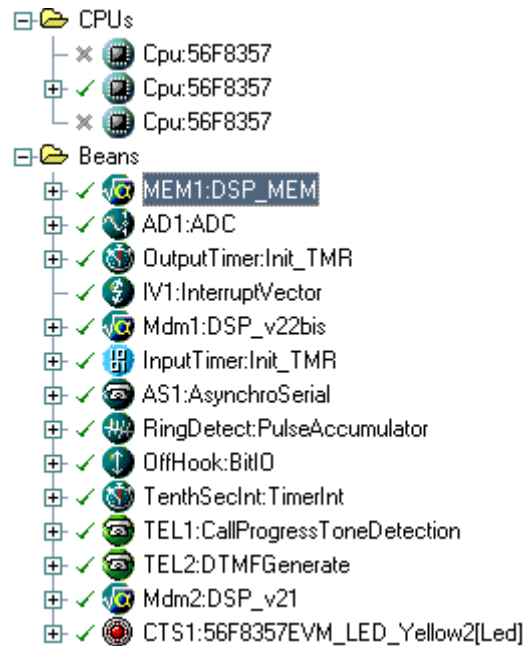 CPUs
Cpu:56F8357
Cpu:56F8357
Cpu:56F8357
Beans
MEM1:DSP_MEM
AD1:ADC
OutputTimer:Init_TMR
IV1:InterruptVector
Mdm1:DSP_v22bis
InputTimer:Init_TMR
AS1:AsynchroSerial
RingDetect:PulseAccumulator
OffHook:BitIO
TenthSecInt:TimerInt
TEL1:CallProgressToneDetection
TEL2:DTMFGenerate
Mdm2:DSP_v21
CTS1:56F8357EVM_LED_Yellow2[Led]